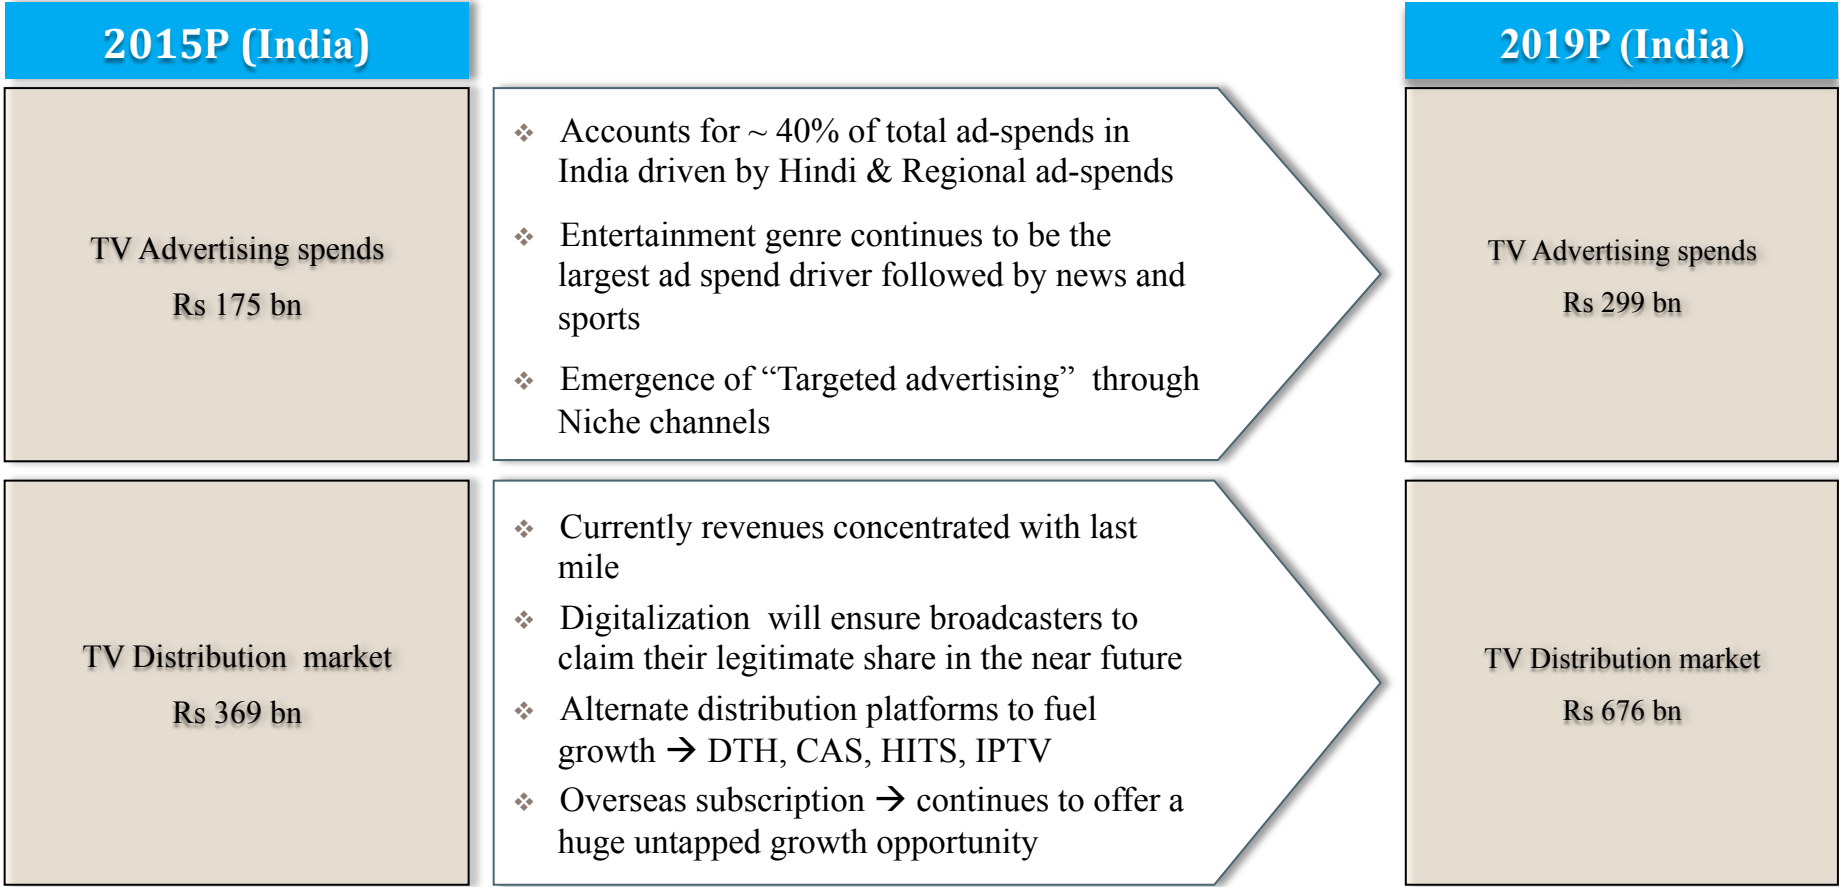 2015P (India)
2019P (India)
TV Advertising spends
Rs 175 bn
❖ Accounts for ~ 40% of total ad-spends in
India driven by Hindi & Regional ad-spends
❖ Entertainment genre continues to be the
largest ad spend driver followed by news and
sports
❖ Emergence of “Targeted advertising” through
Niche channels
TV Advertising spends
Rs 299 bn
TV Distribution market
Rs 369 bn
❖ Currently revenues concentrated with last
mile
❖ Digitalization will ensure broadcasters to
claim their legitimate share in the near future
❖ Alternate distribution platforms to fuel
growth → DTH, CAS, HITS, IPTV
❖ Overseas subscription → continues to offer a
huge untapped growth opportunity
TV Distribution market
Rs 676 bn